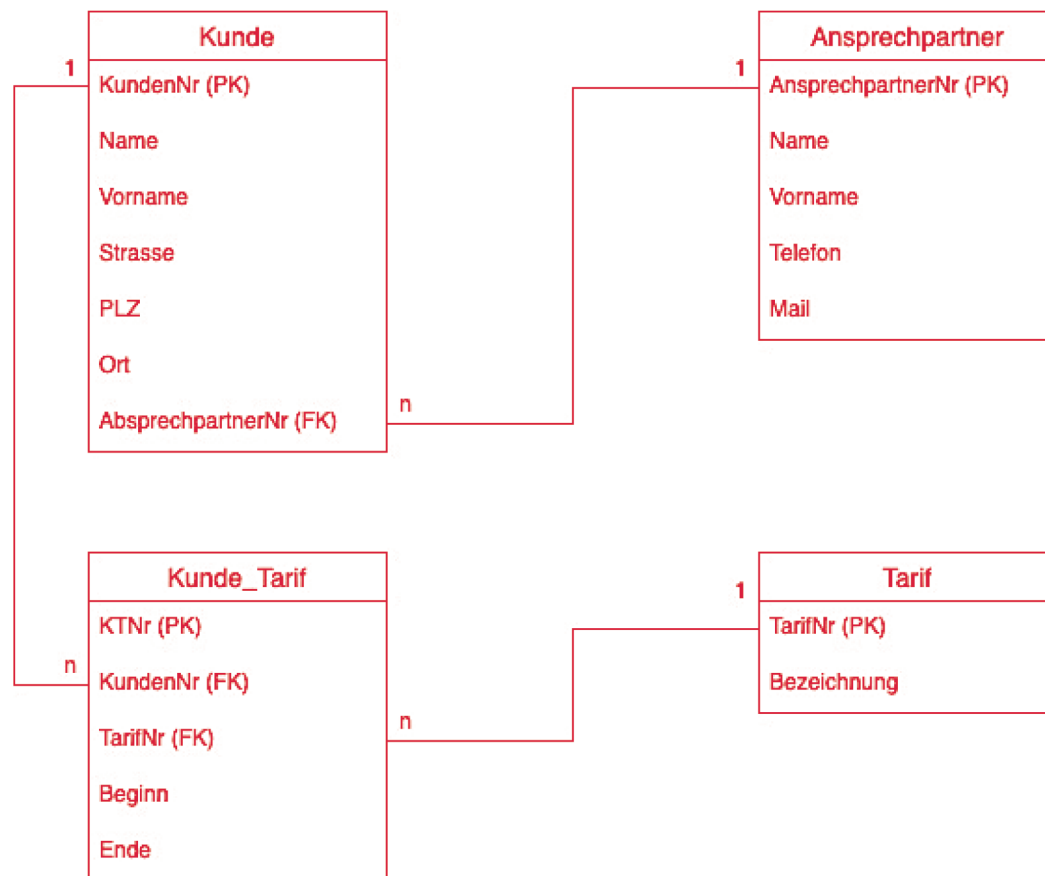 Kunde
1
KundenNr (PK)
Name
Vorname
Strasse
PLZ
Ort
AbsprechpartnerNr (FK)
n
Ansprechpartner
1
AnsprechpartnerNr (PK)
Name
Vorname
Telefon
Mail
Kunde_Tarif
KTNr (PK)
n
KundenNr (FK)
TarifNr (FK)
n
Beginn
Ende
Tarif
1
TarifNr (PK)
Bezeichnung